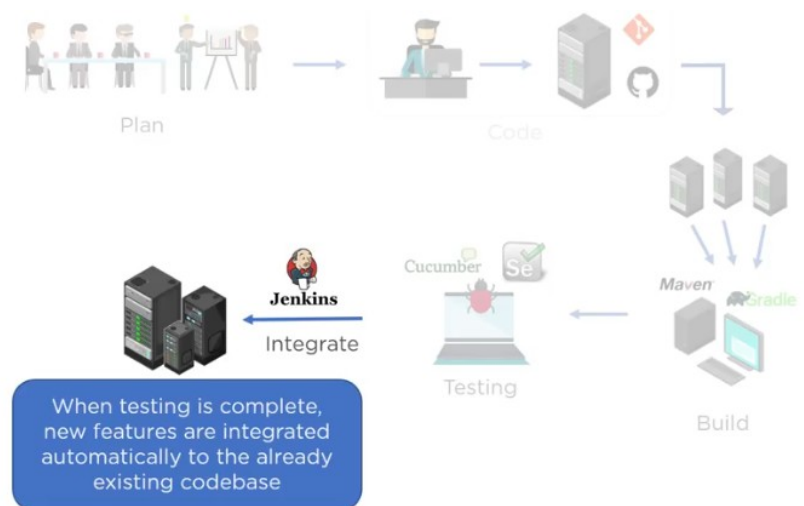 Plan
Code
Maven
Gradle
Build
Cucumber
Se
Testing
Jenkins
Integrate
When testing is complete,
new features are integrated
automatically to the already
existing codebase